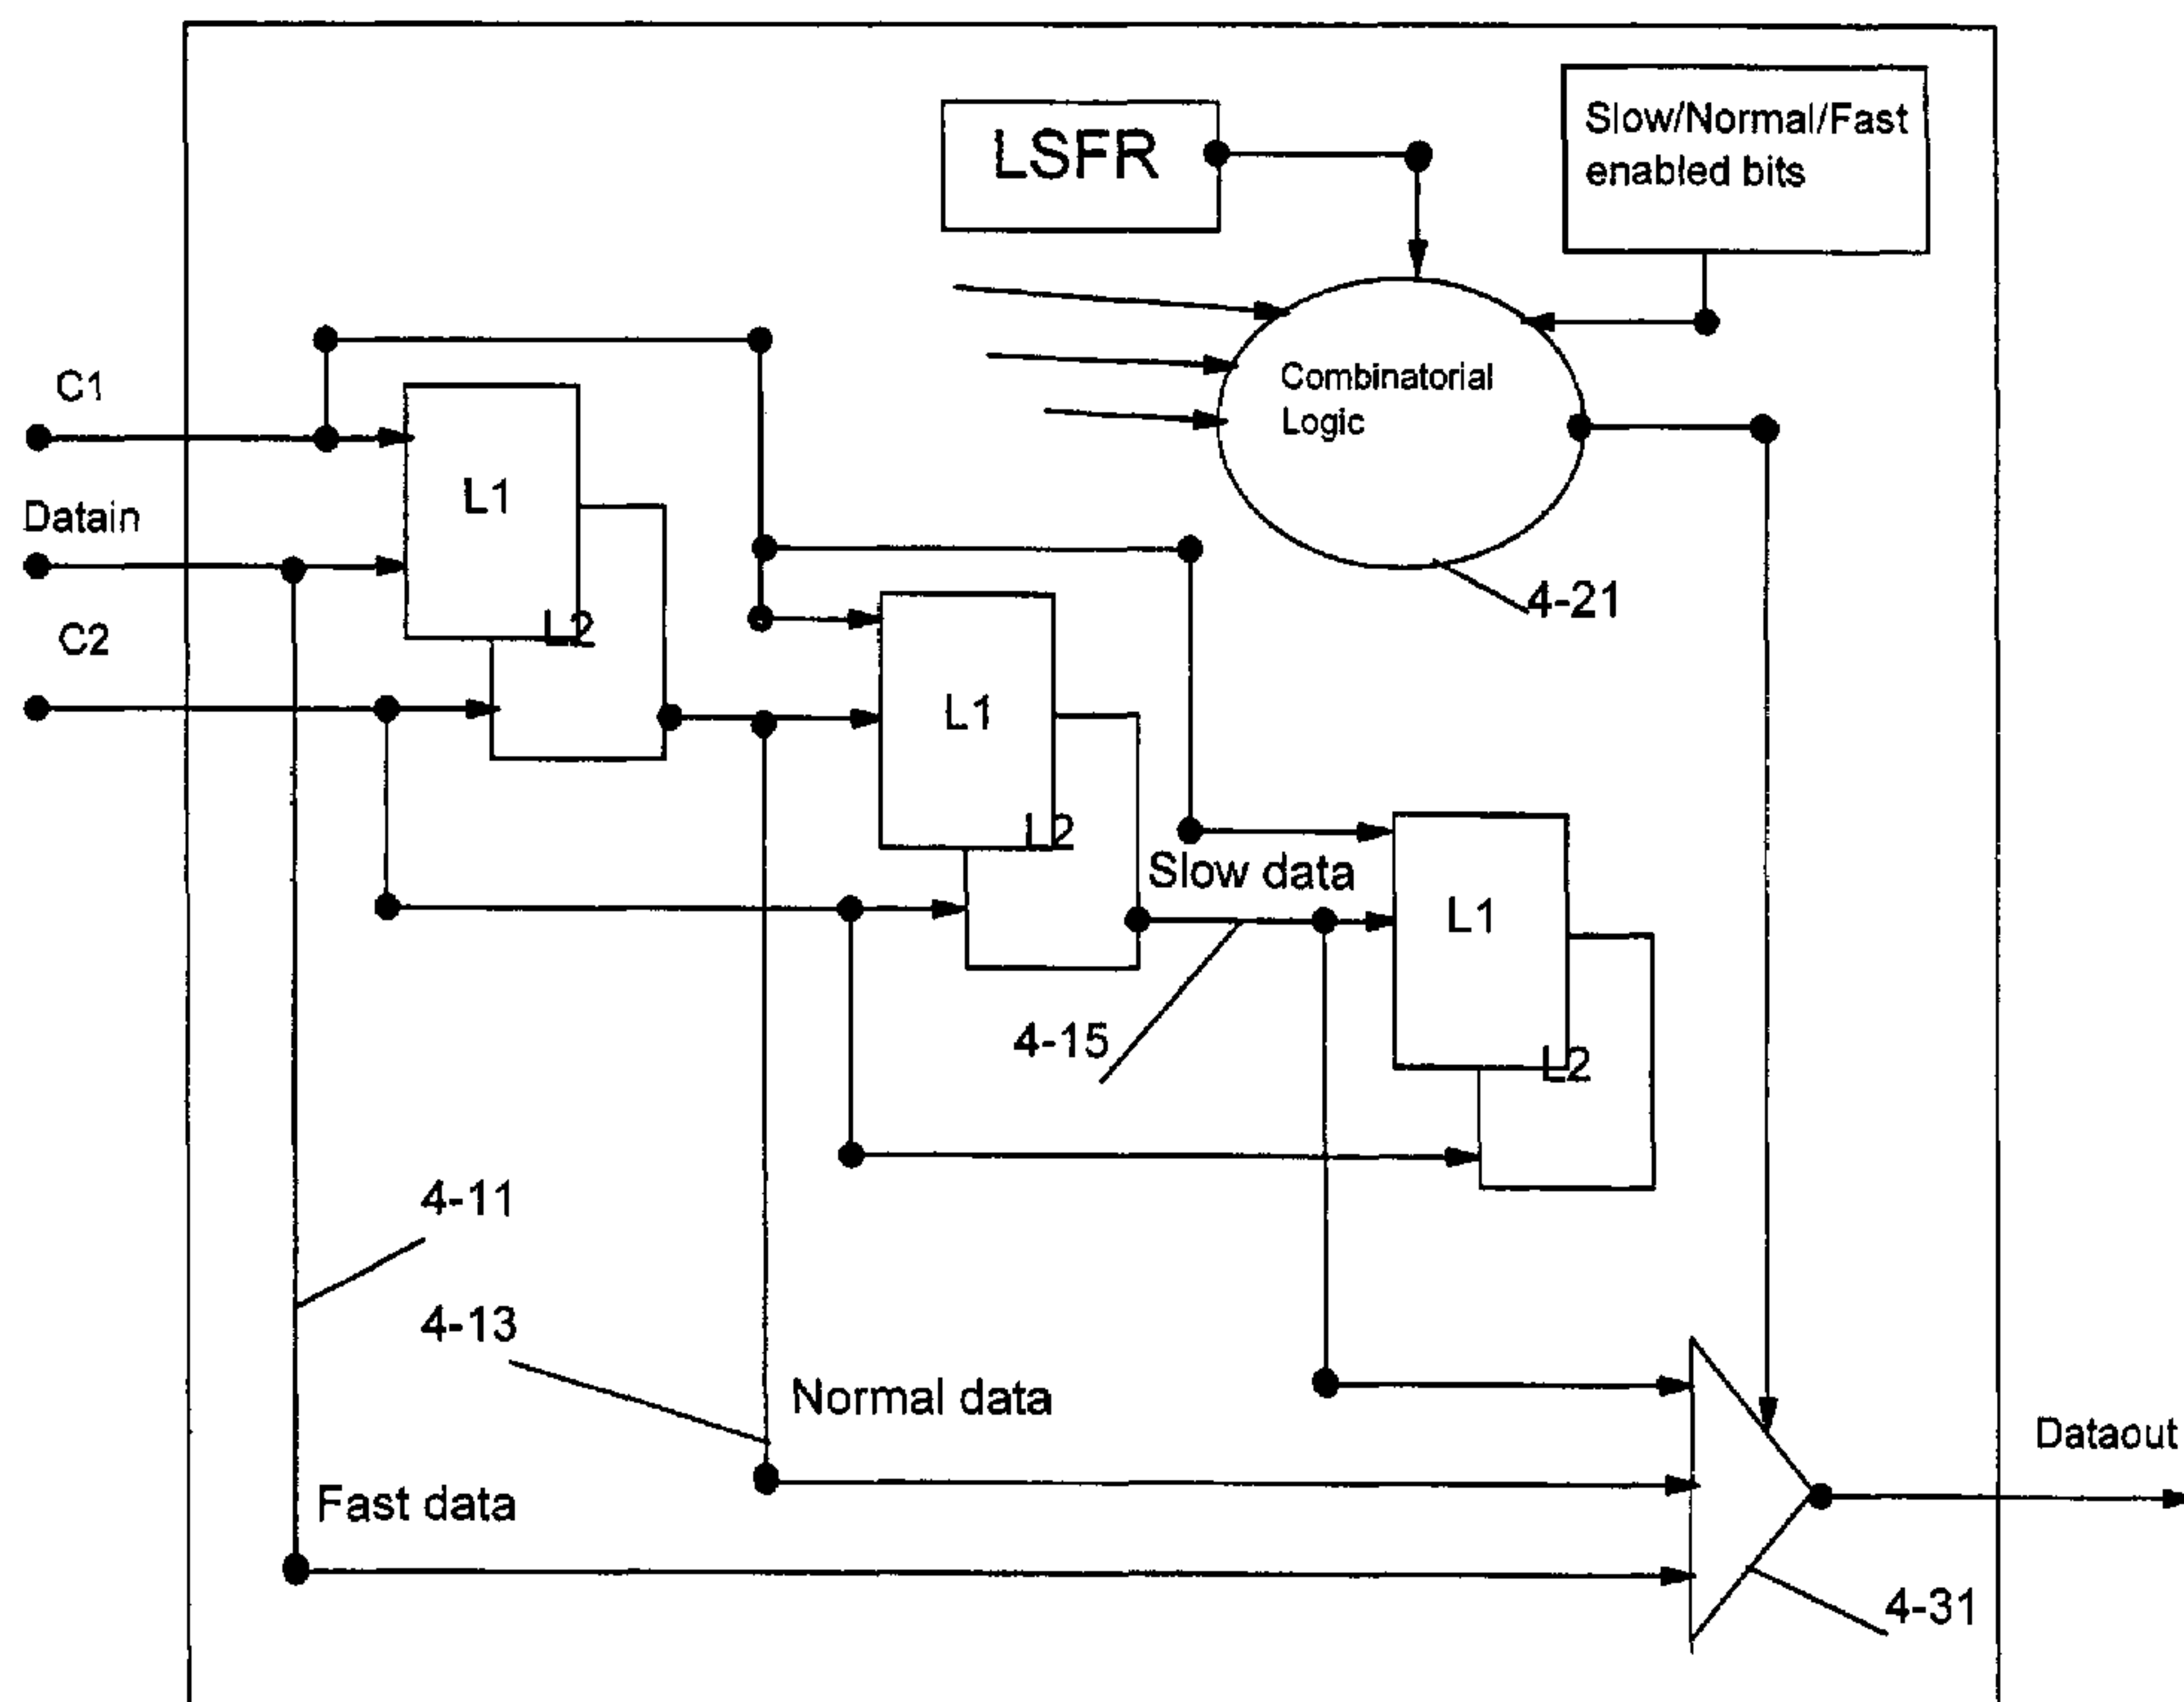 LSFR
Slow/Normal/Fast
enabled bits
C1
Combinatorial
Logic
L1
Datain
4-21
L2
C2
L1
L2
Slow data
L1
4-15
L2
4-11
4-13
Normal data
Dataout
Fast data
4-31